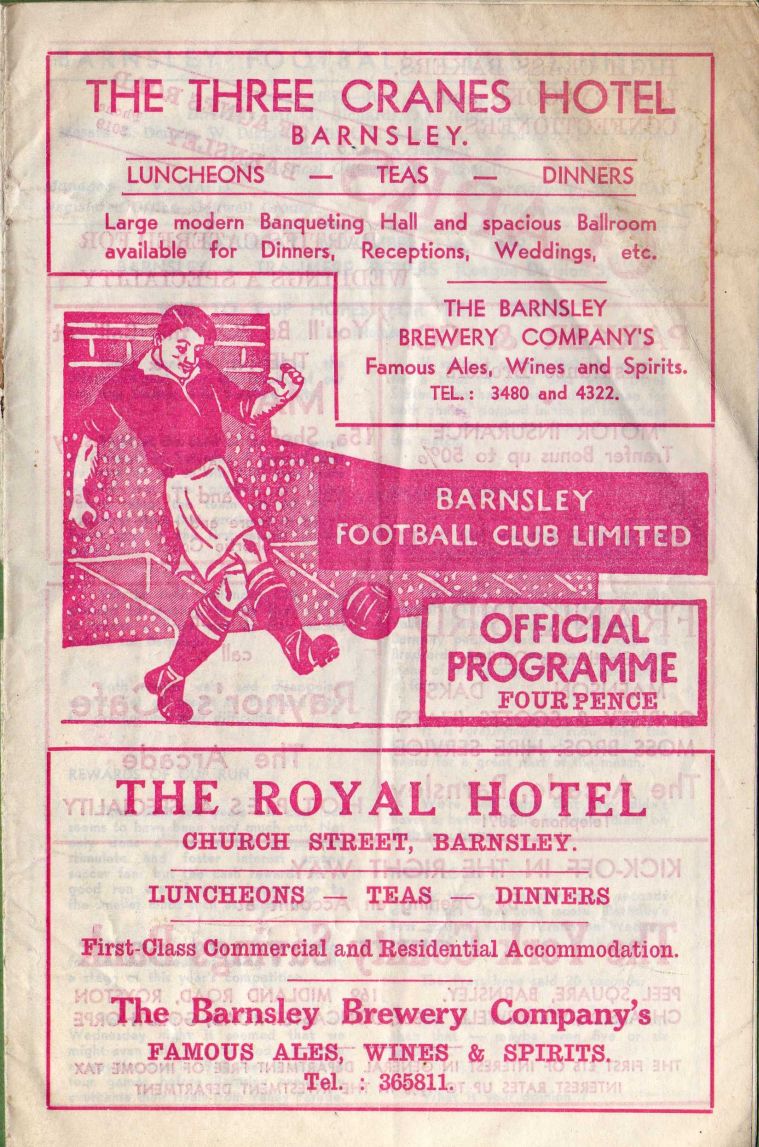 THE THREE CRANES HOTEL
BARNSLEY.
LUNCHEONS — TEAS — DINNERS
Large modern Banqueting Hall and spacious Ballroom
available for Dinners, Receptions, Weddings, etc.
THE BARNSLEY
BREWERY COMPANY'S
Famous Ales, Wines and Spirits.
TEL. : 3480 and 4322.
BARNSLEY
FOOTBALL CLUB LIMITED
OFFICIAL
PROGRAMME
FOUR PENCE
THE ROYAL HOTEL
CHURCH STREET, BARNSLEY.
LUNCHEONS — TEAS — DINNERS
First-Class Commercial and Residential Accommodation.
The Barnsley Brewery Company's
FAMOUS ALES, WINES & SPIRITS.
Tel. : 365811.